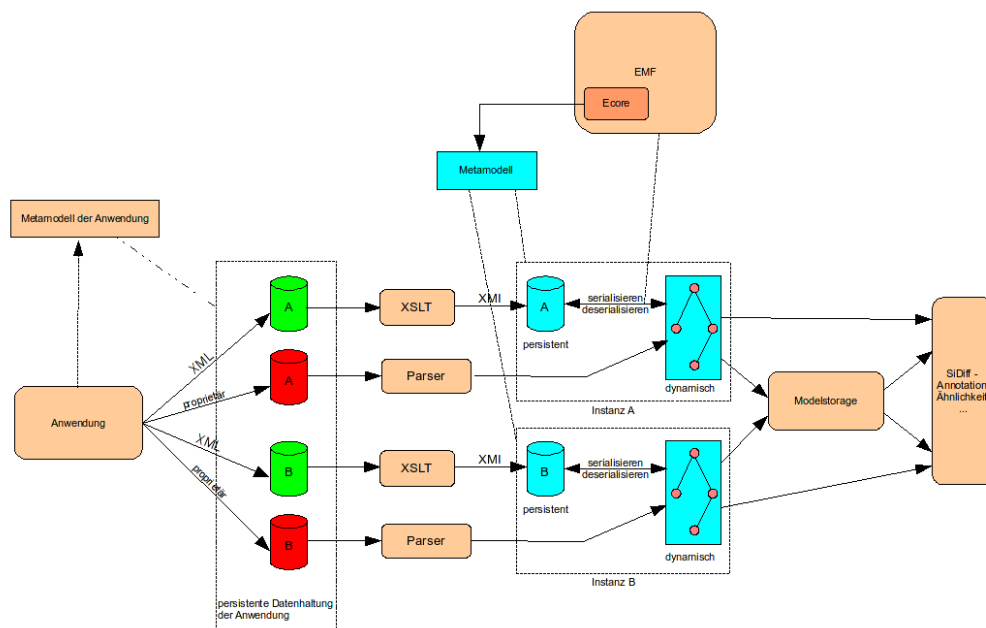 EMF
Ecore
Metamodell
Metamodell der Anwendung
A
XSLT
XMI
A
serialisieren
deserialisieren
persistent
XML
A
Parser
dynamisch
proprietär
Instanz A
Anwendung
Modelstorage
SiDiff -
Annotation
Ähnlichkeit
...
XML
B
XSLT
XMI
B
serialisieren
deserialisieren
persistent
proprietär
B
Parser
dynamisch
Instanz B
persistente Datenhaltung
der Anwendung